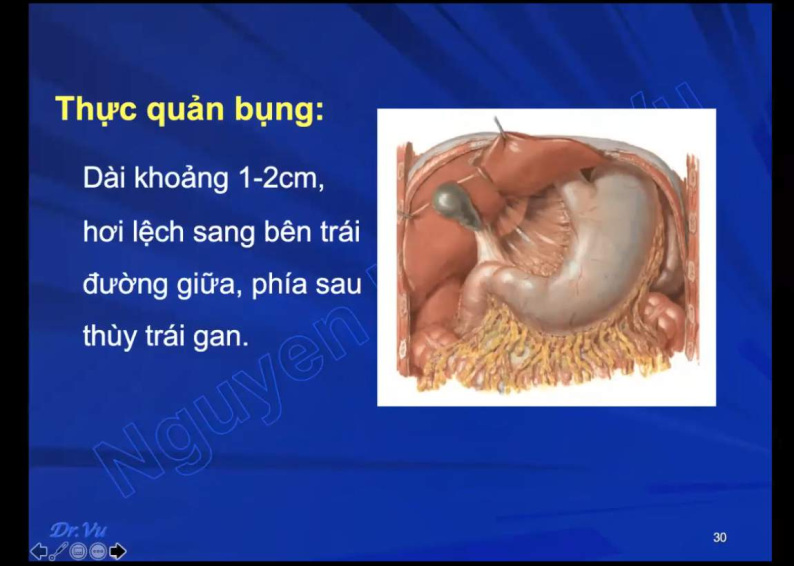 Thực quản bụng:
Dài khoảng 1-2cm,
hơi lệch sang bên trái
đường giữa, phía sau
thùy trái gan.
Nguyen Vu
Dr.Vu
30